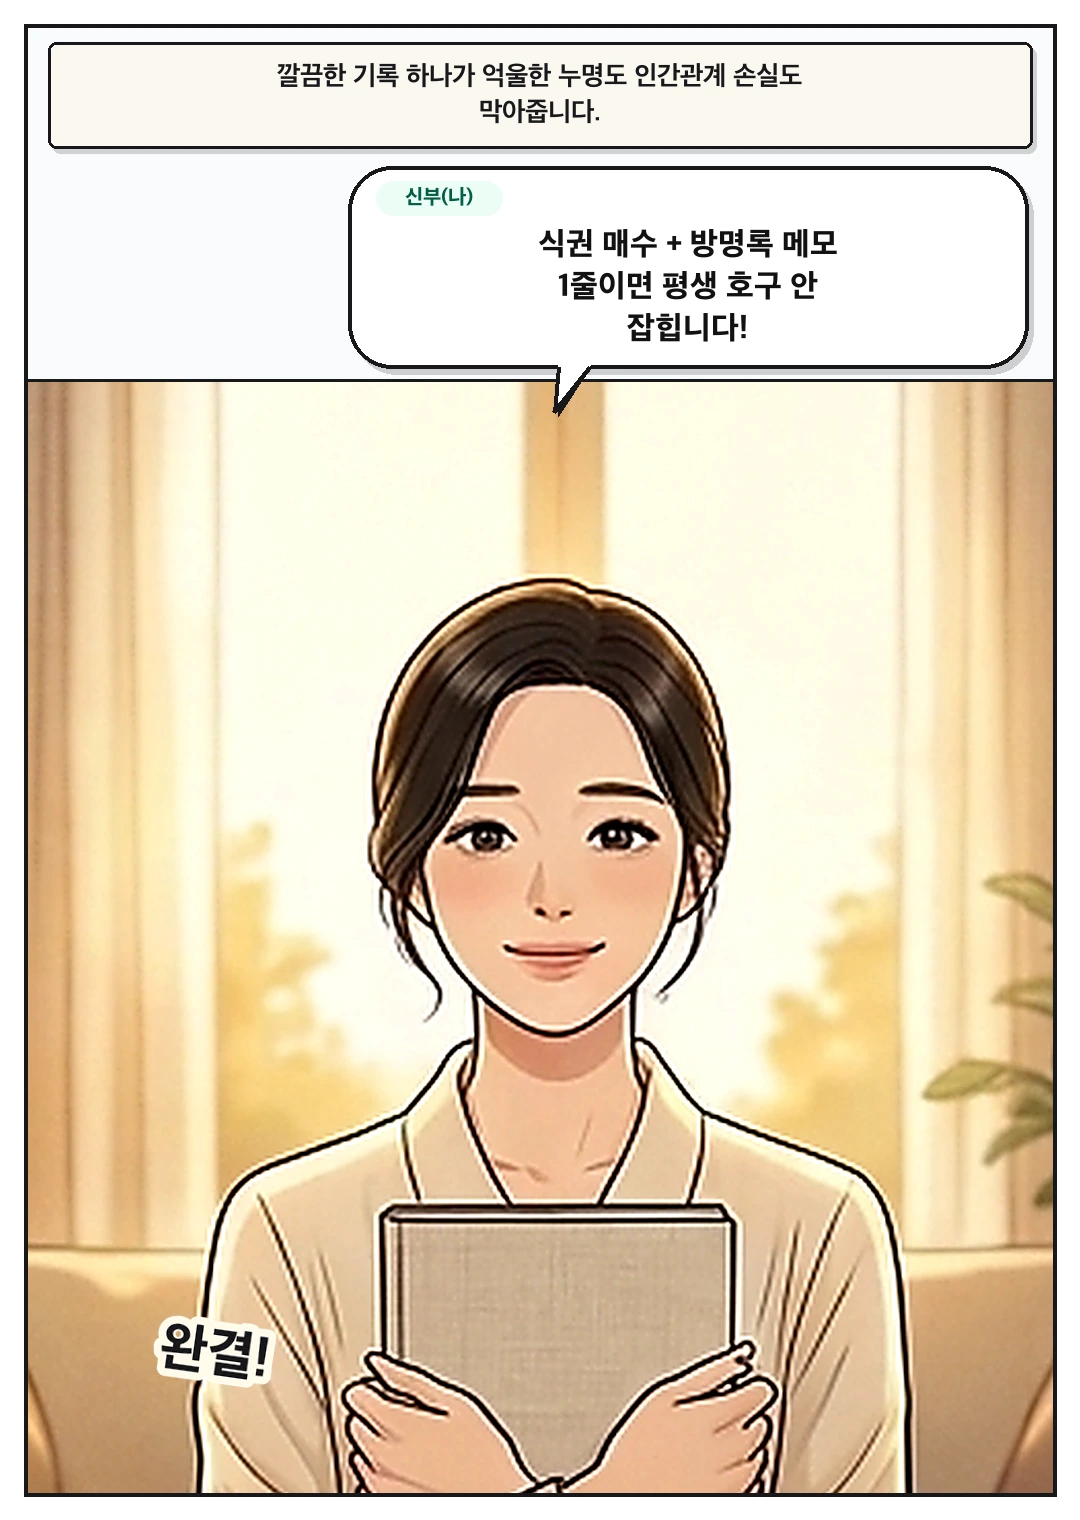 깔끔한 기록 하나가 억울한 누명도 인간관계 손실도
막아줍니다.
신부(나)
식권 매수 + 방명록 메모
1줄이면 평생 호구 안
잡힙니다!
완결!